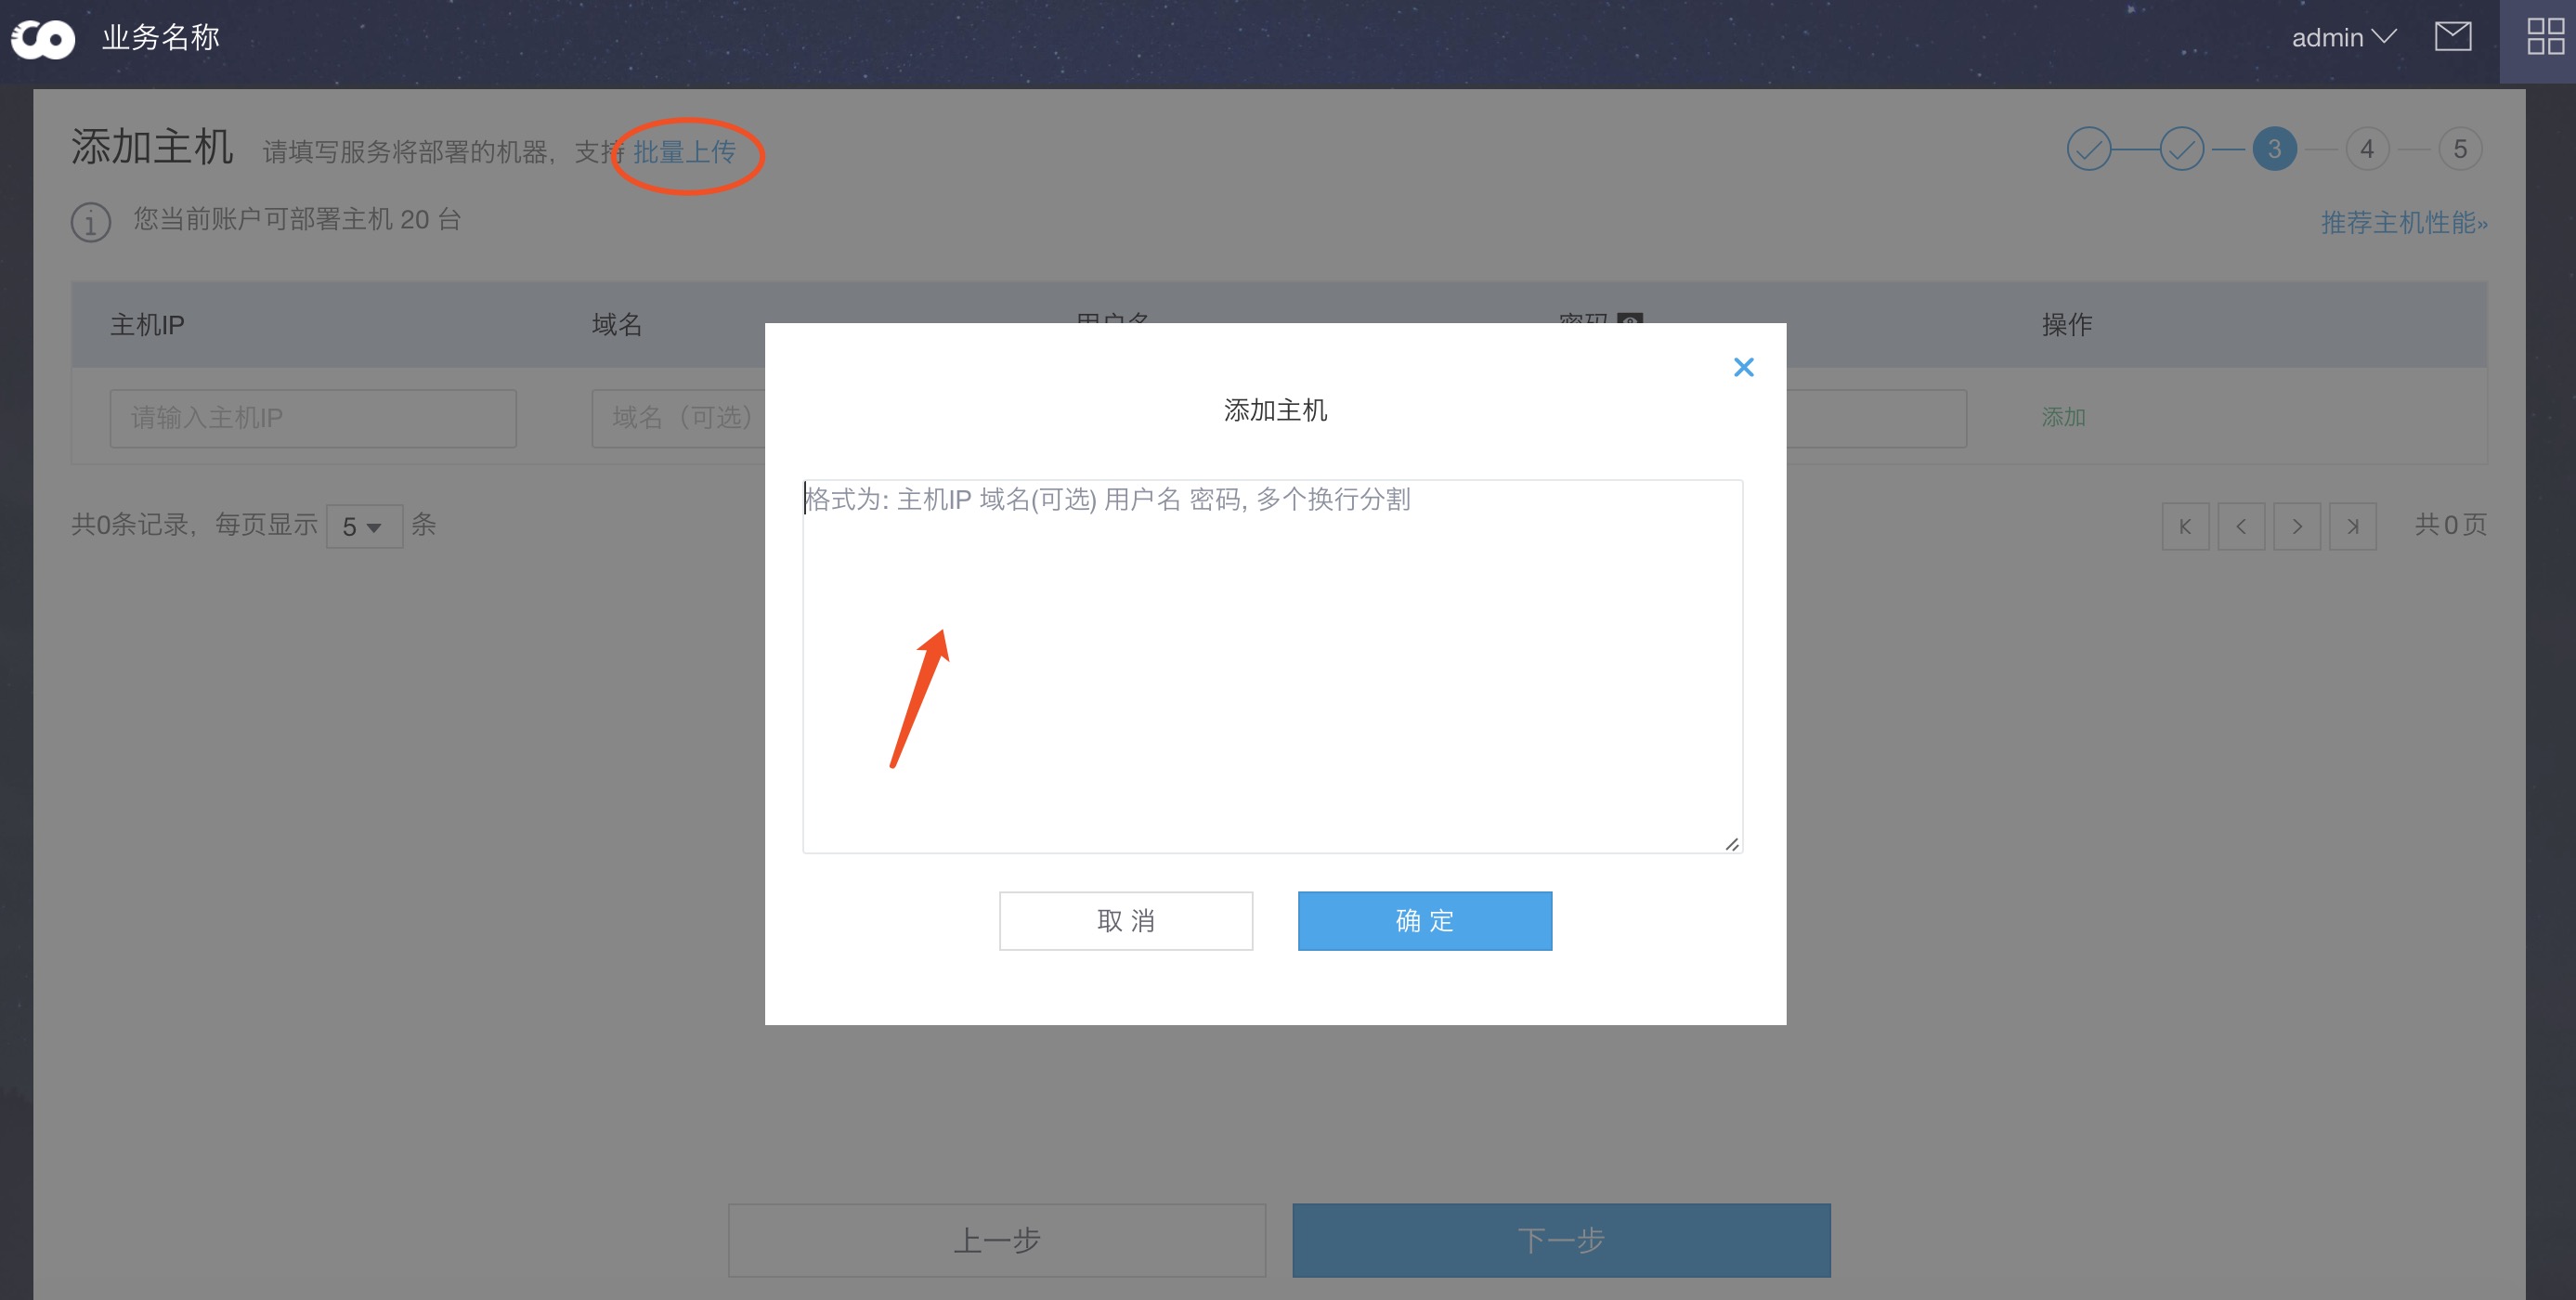 业务名称
admin
添加主机 请填写服务将部署的机器，支持 批量上传
3 4 5
您当前账户可部署主机 20 台
推荐主机性能»
主机IP 域名 用户名 密码 操作
请输入主机IP 域名（可选） 添加
共0条记录，每页显示 5 条
共 0 页
添加主机
格式为: 主机IP 域名(可选) 用户名 密码, 多个换行分割
取 消 确 定
上一步 下一步